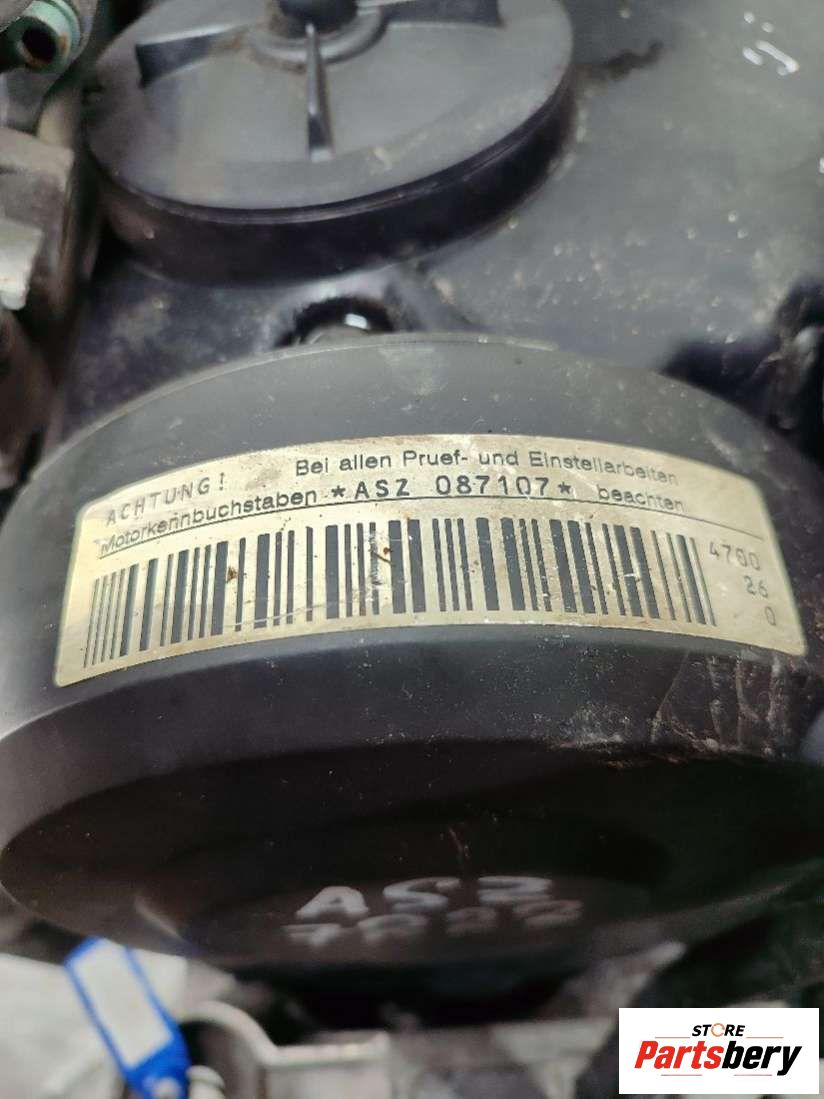 ACHTUNG! Bei allen Pruef- und Einstellarbeiten
Motorkennbuchstaben *ASZ 087107* beachten
4700
26
0
ASZ
STORE
Partsbery